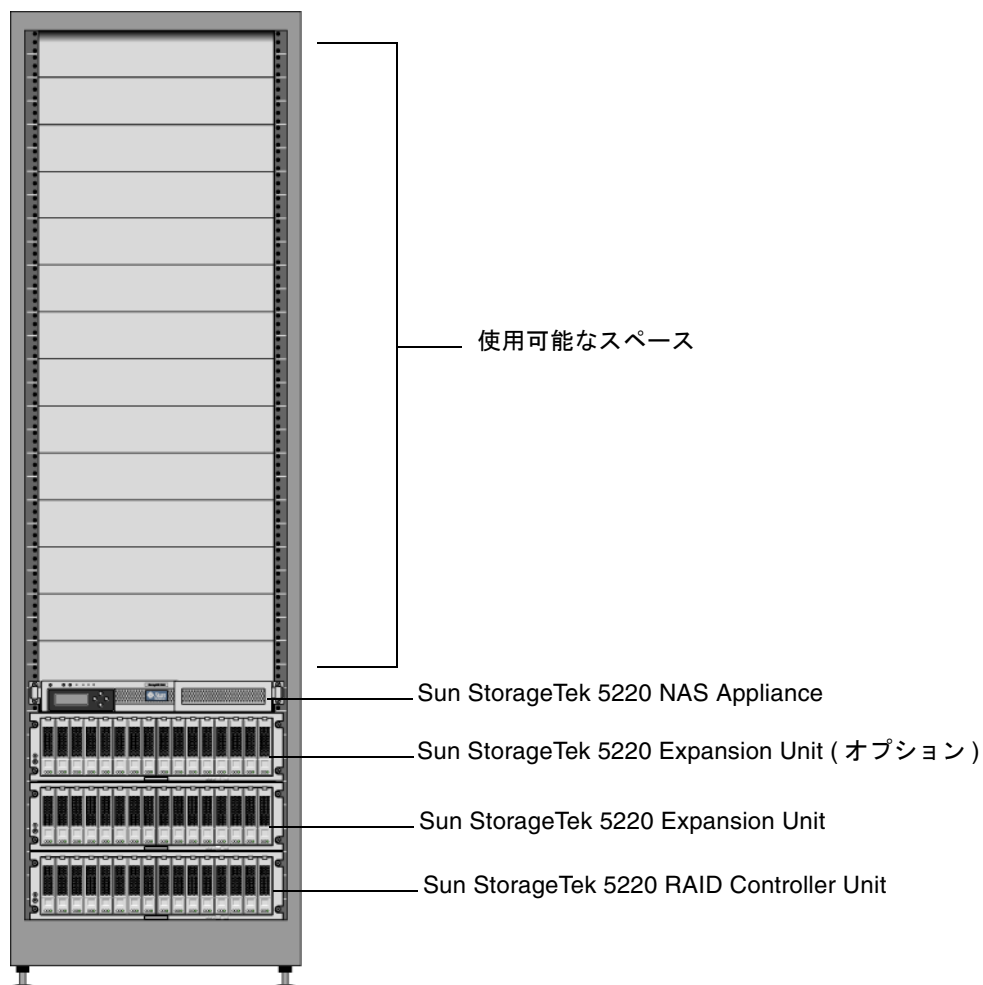 使用可能なスペース
Sun StorageTek 5220 NAS Appliance
Sun StorageTek 5220 Expansion Unit ( オプション )
Sun StorageTek 5220 Expansion Unit
Sun StorageTek 5220 RAID Controller Unit